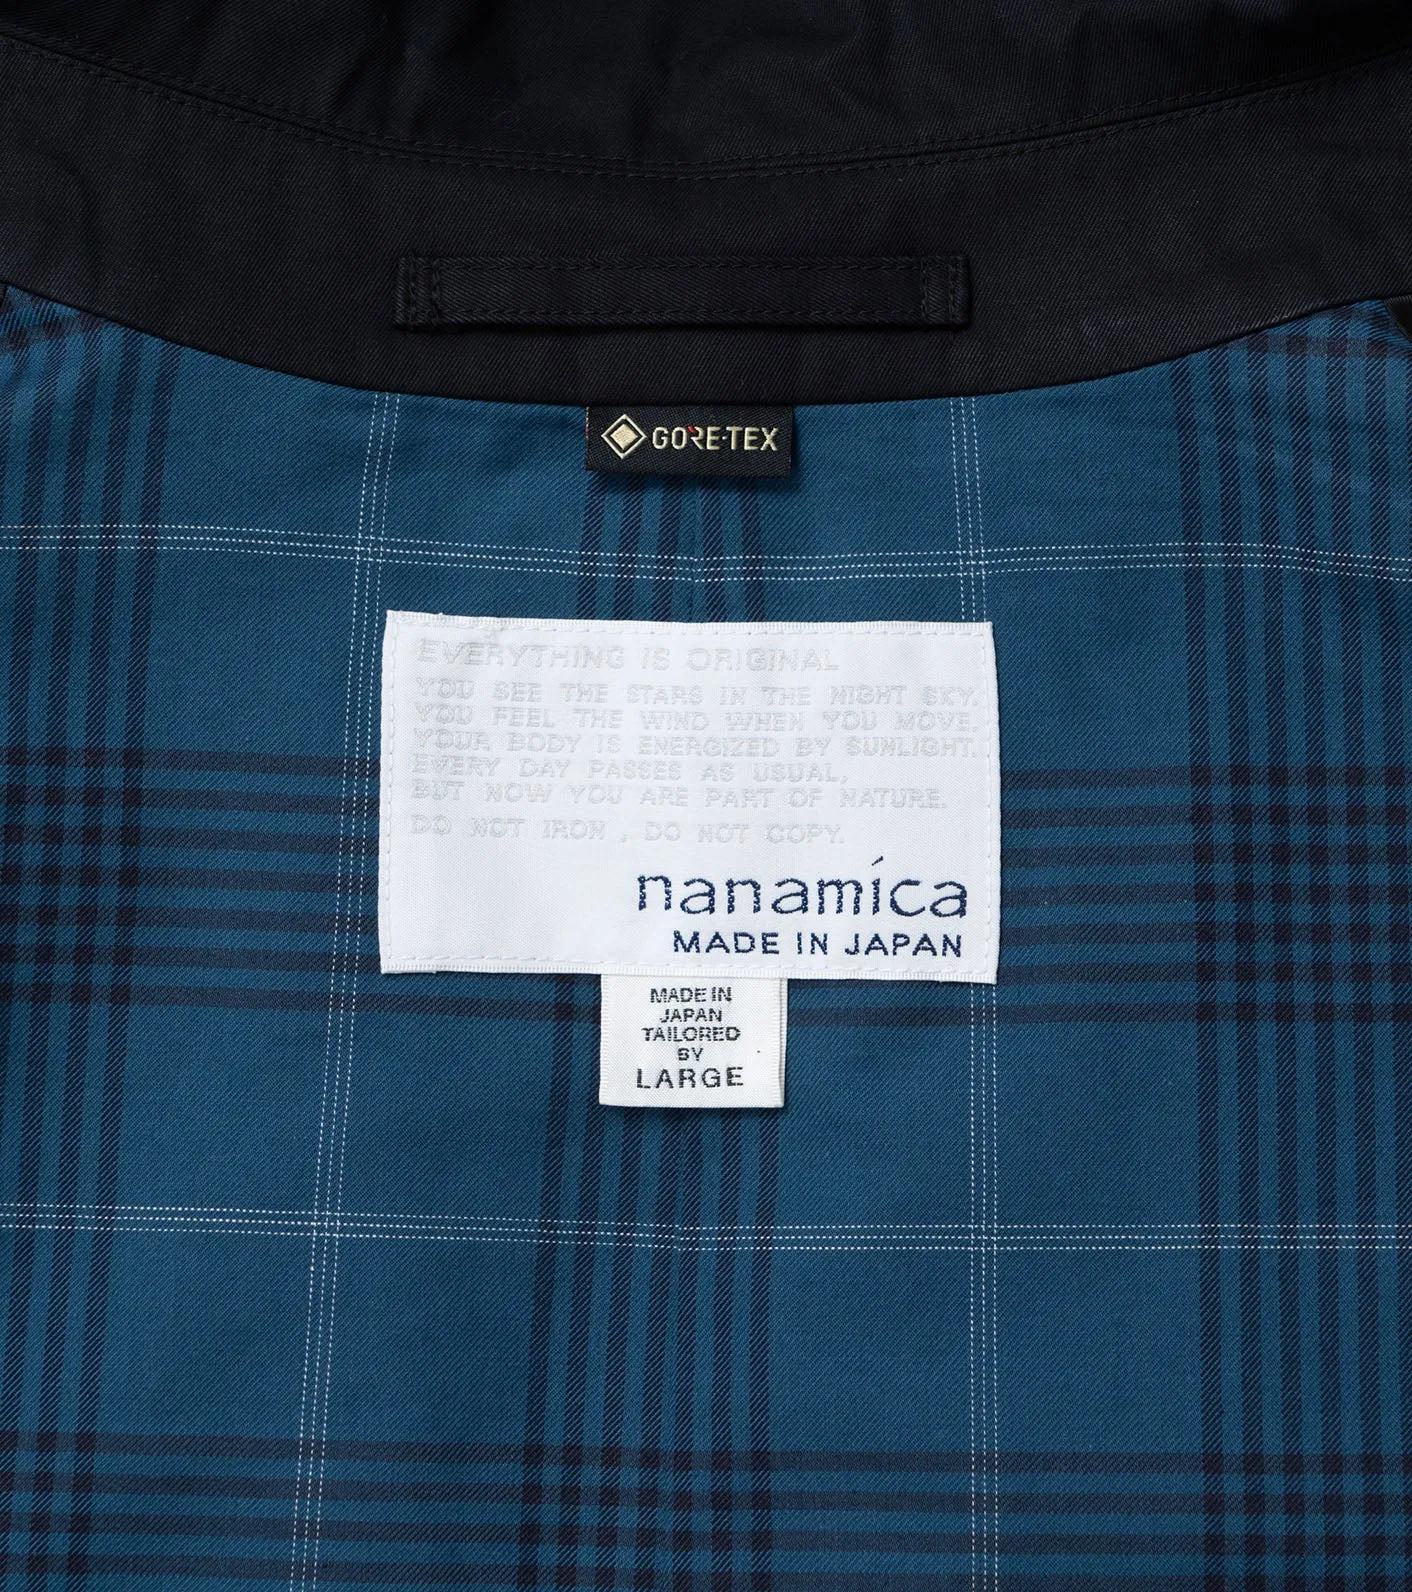 GORE-TEX
EVERYTHING IS ORIGINAL
YOU SEE THE STARS IN THE NIGHT SKY.
YOU FEEL THE WIND WHEN YOU MOVE.
YOUR BODY IS ENERGIZED BY SUNLIGHT.
EVERY DAY PASSES AS USUAL,
BUT NOW YOU ARE PART OF NATURE.
DO NOT IRON , DO NOT COPY.
nanamíca
MADE IN JAPAN
MADE IN
JAPAN
TAILORED
BY
LARGE